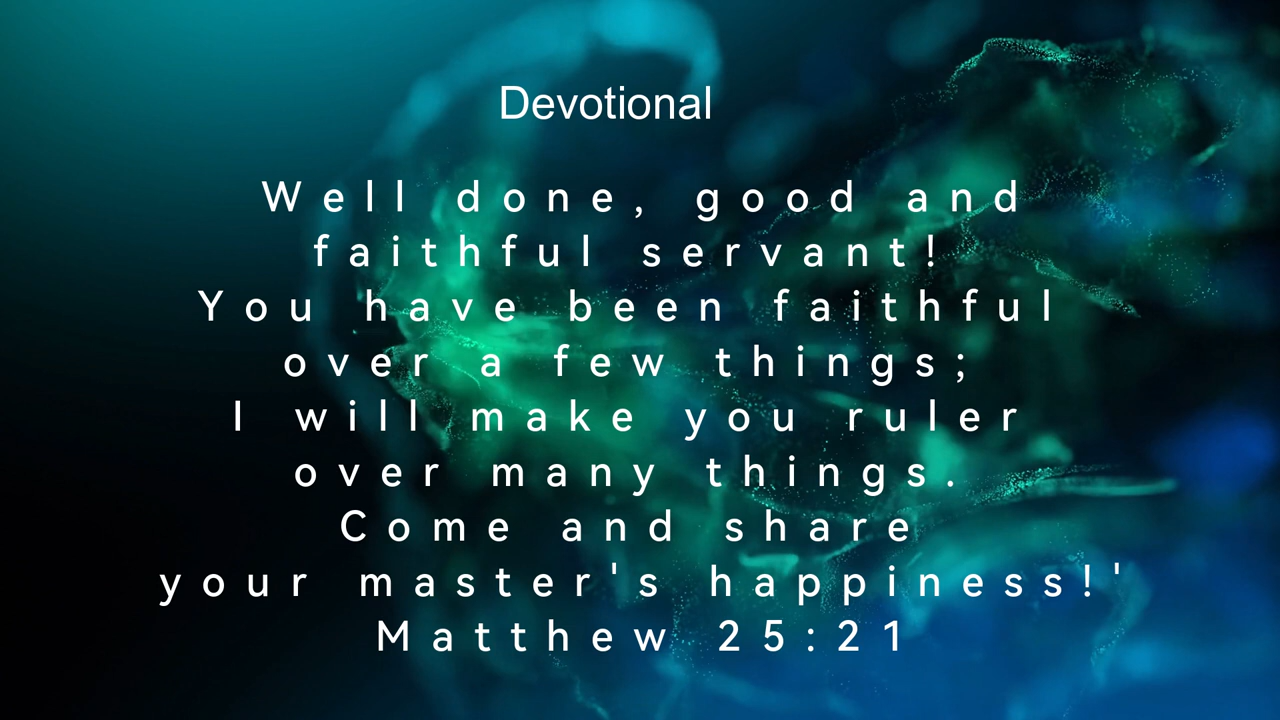 Devotional
Well done, good and
faithful servant!
You have been faithful
over a few things;
I will make you ruler
over many things.
Come and share
your master's happiness!'
Matthew 25:21